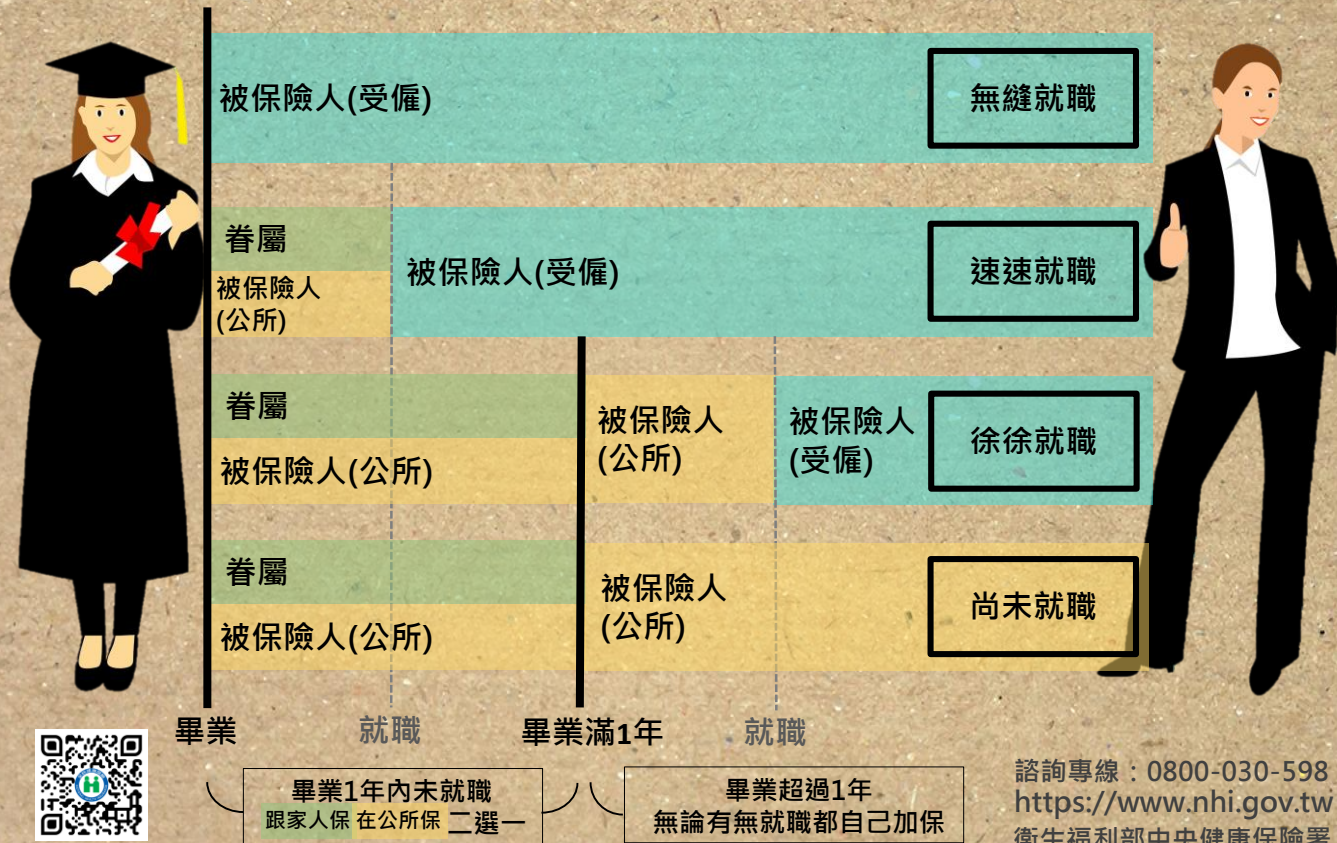 被保險人(受僱)
無縫就職
眷屬
被保險人
(公所)
被保險人(受僱)
速速就職
眷屬
被保險人(公所)
被保險人
(公所)
被保險人
(受僱)
徐徐就職
眷屬
被保險人(公所)
被保險人
(公所)
尚未就職
畢業
就職
畢業滿1年
就職
畢業1年內未就職
跟家人保 在公所保 二選一
畢業超過1年
無論有無就職都自己加保
諮詢專線：0800-030-598
https://www.nhi.gov.tw
衛生福利部中央健康保險署